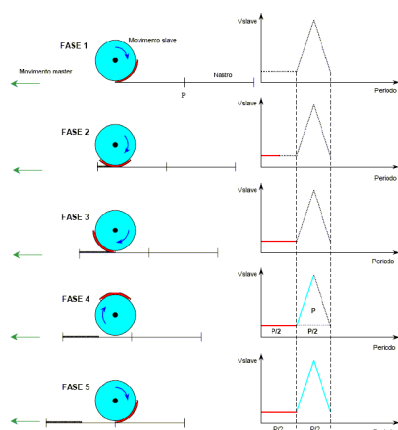 Vslave
FASE 1
Movimento slave
Movimento master
Nastro
P
Periodo
Vslave
FASE 2
Periodo
Vslave
FASE 3
Periodo
Vslave
FASE 4
P
P/2 P/2
Periodo
Vslave
FASE 5
P/2 P/2
Periodo